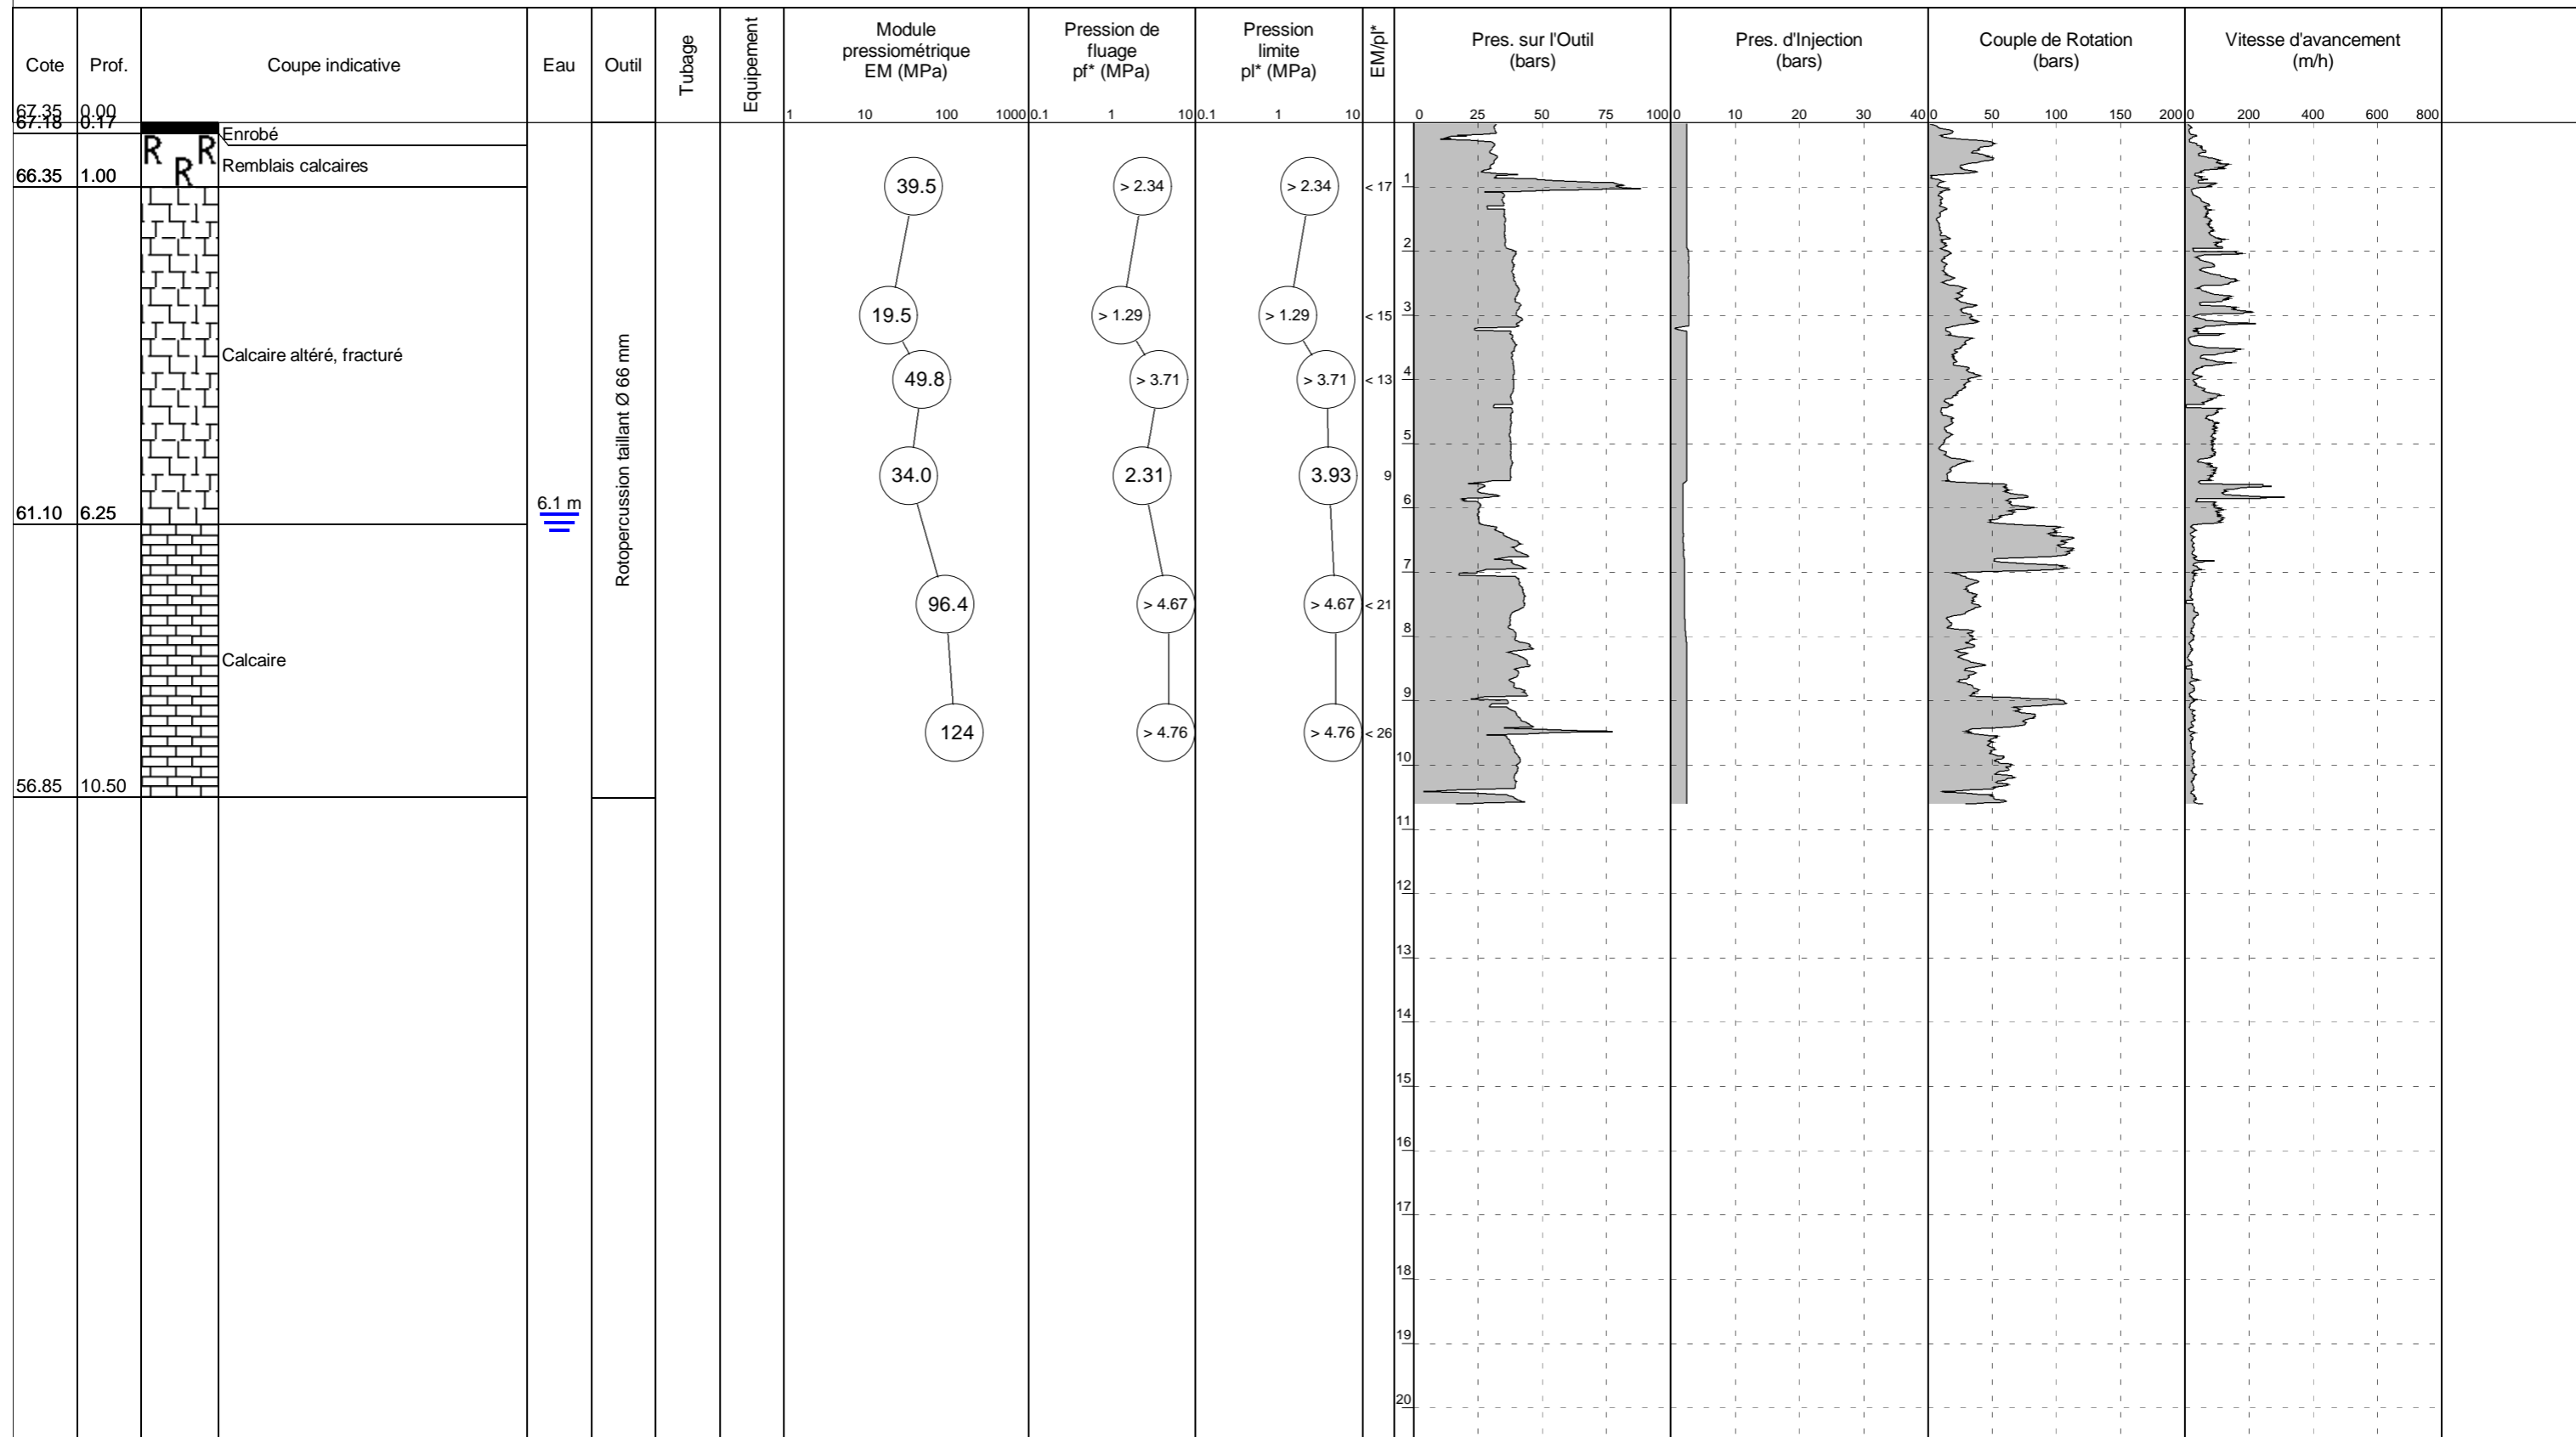 Cote
Prof.
Coupe indicative
Eau
Outil
Tubage
Equipement
Module
pressiométrique
EM (MPa)
Pression de
fluage
pf* (MPa)
Pression
limite
pl* (MPa)
EM/pl*
Pres. sur l'Outil
(bars)
Pres. d'Injection
(bars)
Couple de Rotation
(bars)
Vitesse d'avancement
(m/h)
1 10 100 1000
0.1 1 10
0.1 1 10
0 25 50 75 100
0 10 20 30 40
0 50 100 150 200
0 200 400 600 800
67.35 0.00
67.18 0.17
Enrobé
R R
R
Remblais calcaires
66.35 1.00
39.5 > 2.34 > 2.34 < 17
1
2
19.5 > 1.29 > 1.29 < 15
3
Calcaire altéré, fracturé
Rotopercussion taillant Ø 66 mm
49.8 > 3.71 > 3.71 < 13
4
5
34.0 2.31 3.93 9
6.1 m
6
61.10 6.25
7
96.4 > 4.67 > 4.67 < 21
8
Calcaire
9
124 > 4.76 > 4.76 < 26
10
56.85 10.50
11
12
13
14
15
16
17
18
19
20